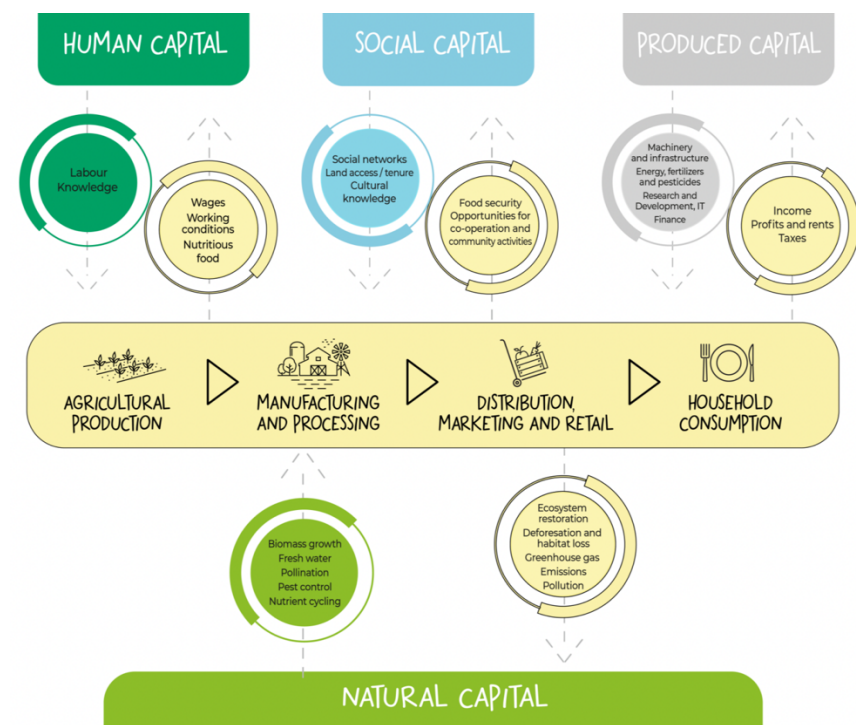 HUMAN CAPITAL
SOCIAL CAPITAL
PRODUCED CAPITAL
Labour
Knowledge
Wages
Working
conditions
Nutritious
food
Social networks
Land access / tenure
Cultural
knowledge
Food security
Opportunities for
co-operation and
community activities
Machinery
and infrastructure
Energy, fertilizers
and pesticides
Research and
Development, IT
Finance
Income
Profits and rents
Taxes
AGRICULTURAL
PRODUCTION
MANUFACTURING
AND PROCESSING
DISTRIBUTION,
MARKETING AND RETAIL
HOUSEHOLD
CONSUMPTION
Biomass growth
Fresh water
Pollination
Pest control
Nutrient cycling
Ecosystem
restoration
Deforesation and
habitat loss
Greenhouse gas
Emissions
Pollution
NATURAL CAPITAL